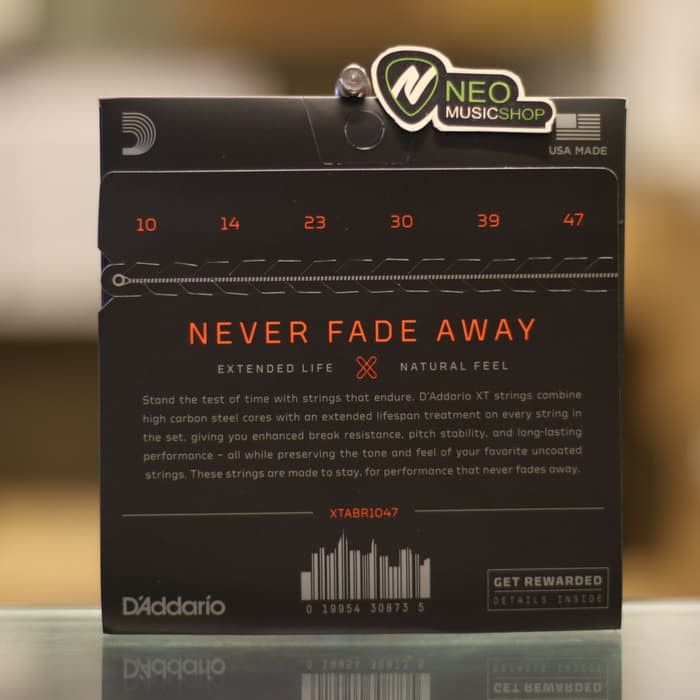 NEO
MUSICSHOP
USA MADE
10 14 23 30 39 47
NEVER FADE AWAY
EXTENDED LIFE X NATURAL FEEL
Stand the test of time with strings that endure. D'Addario XT strings combine
high carbon steel cores with an extended lifespan treatment on every string in
the set, giving you enhanced break resistance, pitch stability, and long-lasting
performance – all while preserving the tone and feel of your favorite uncoated
strings. These strings are made to stay, for performance that never fades away.
XTABR1047
0 19954 30873 5
GET REWARDED
DETAILS INSIDE
D'Addario